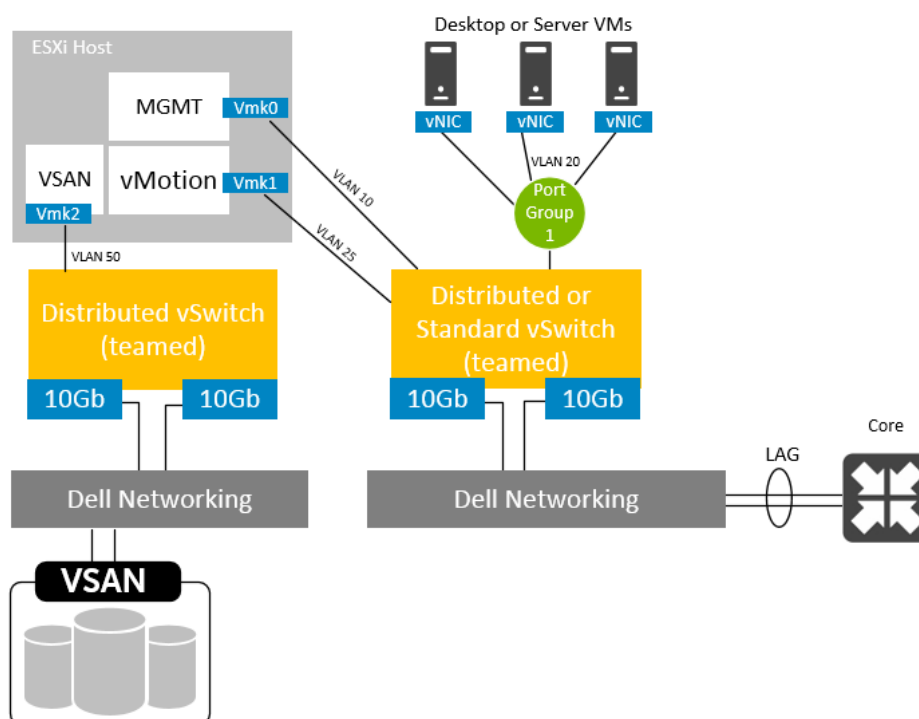 Desktop or Server VMs
ESXi Host
MGMT
Vmk0
vNIC
vNIC
vNIC
VSAN
vMotion
Vmk1
Vmk2
VLAN 10
VLAN 20
Port
Group
1
VLAN 25
VLAN 50
Distributed vSwitch
(teamed)
10Gb
10Gb
Distributed or
Standard vSwitch
(teamed)
10Gb
10Gb
Core
LAG
Dell Networking
Dell Networking
VSAN